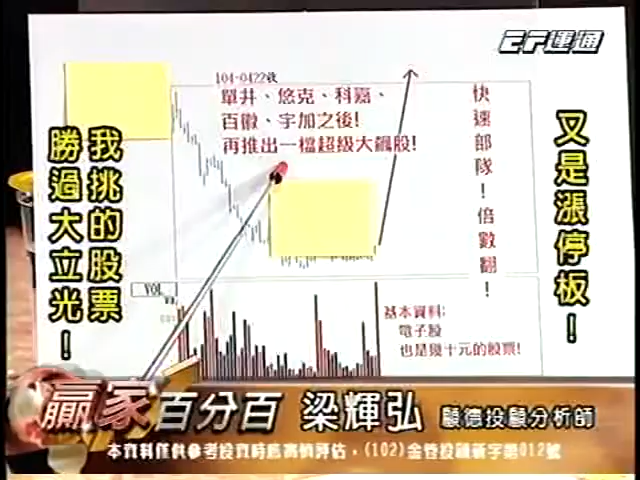 ET運通
104-0422收
單井、悠克、科嘉、
百徽、宇加之後!
再推出一檔超級大飆股!
快速部隊!倍數翻!
又是漲停板!
我挑的股票
勝過大立光!
VOL
基本資料:
電子股
也是幾十元的股票!
贏家百分百 梁輝弘 顧德投顧分析師
本資料僅供參考投資時應審慎評估,(102)金管投顧新字第012號